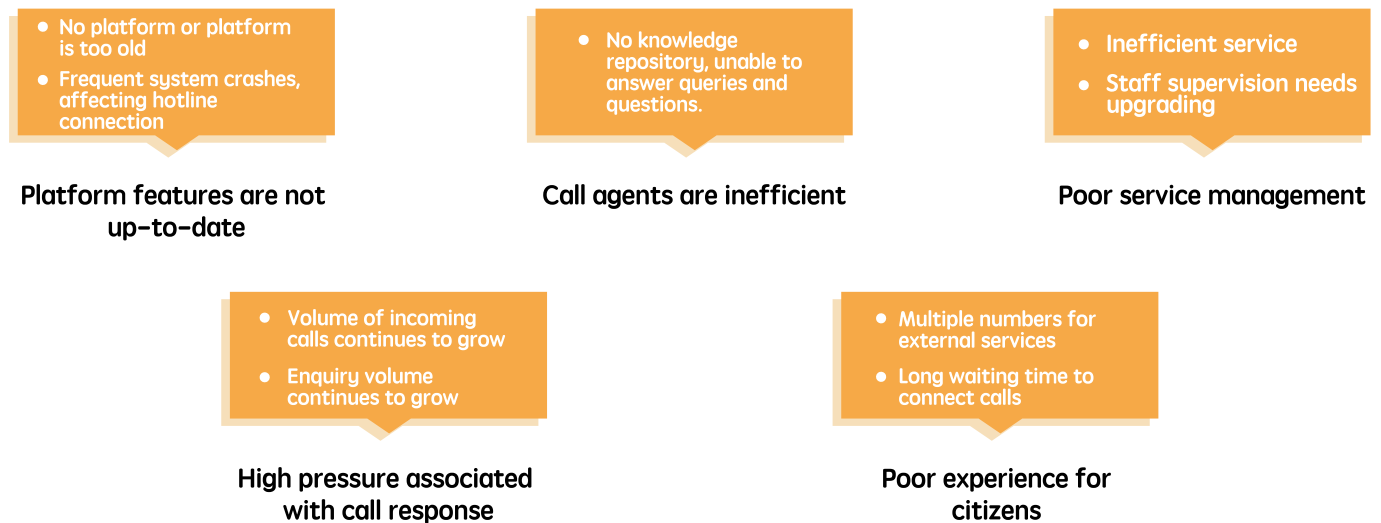 No platform or platform
is too old
Frequent system crashes,
affecting hotline
connection
Platform features are not
up-to-date
No knowledge
repository, unable to
answer queries and
questions.
Call agents are inefficient
Inefficient service
Staff supervision needs
upgrading
Poor service management
Volume of incoming
calls continues to grow
Enquiry volume
continues to grow
High pressure associated
with call response
Multiple numbers for
external services
Long waiting time to
connect calls
Poor experience for
citizens